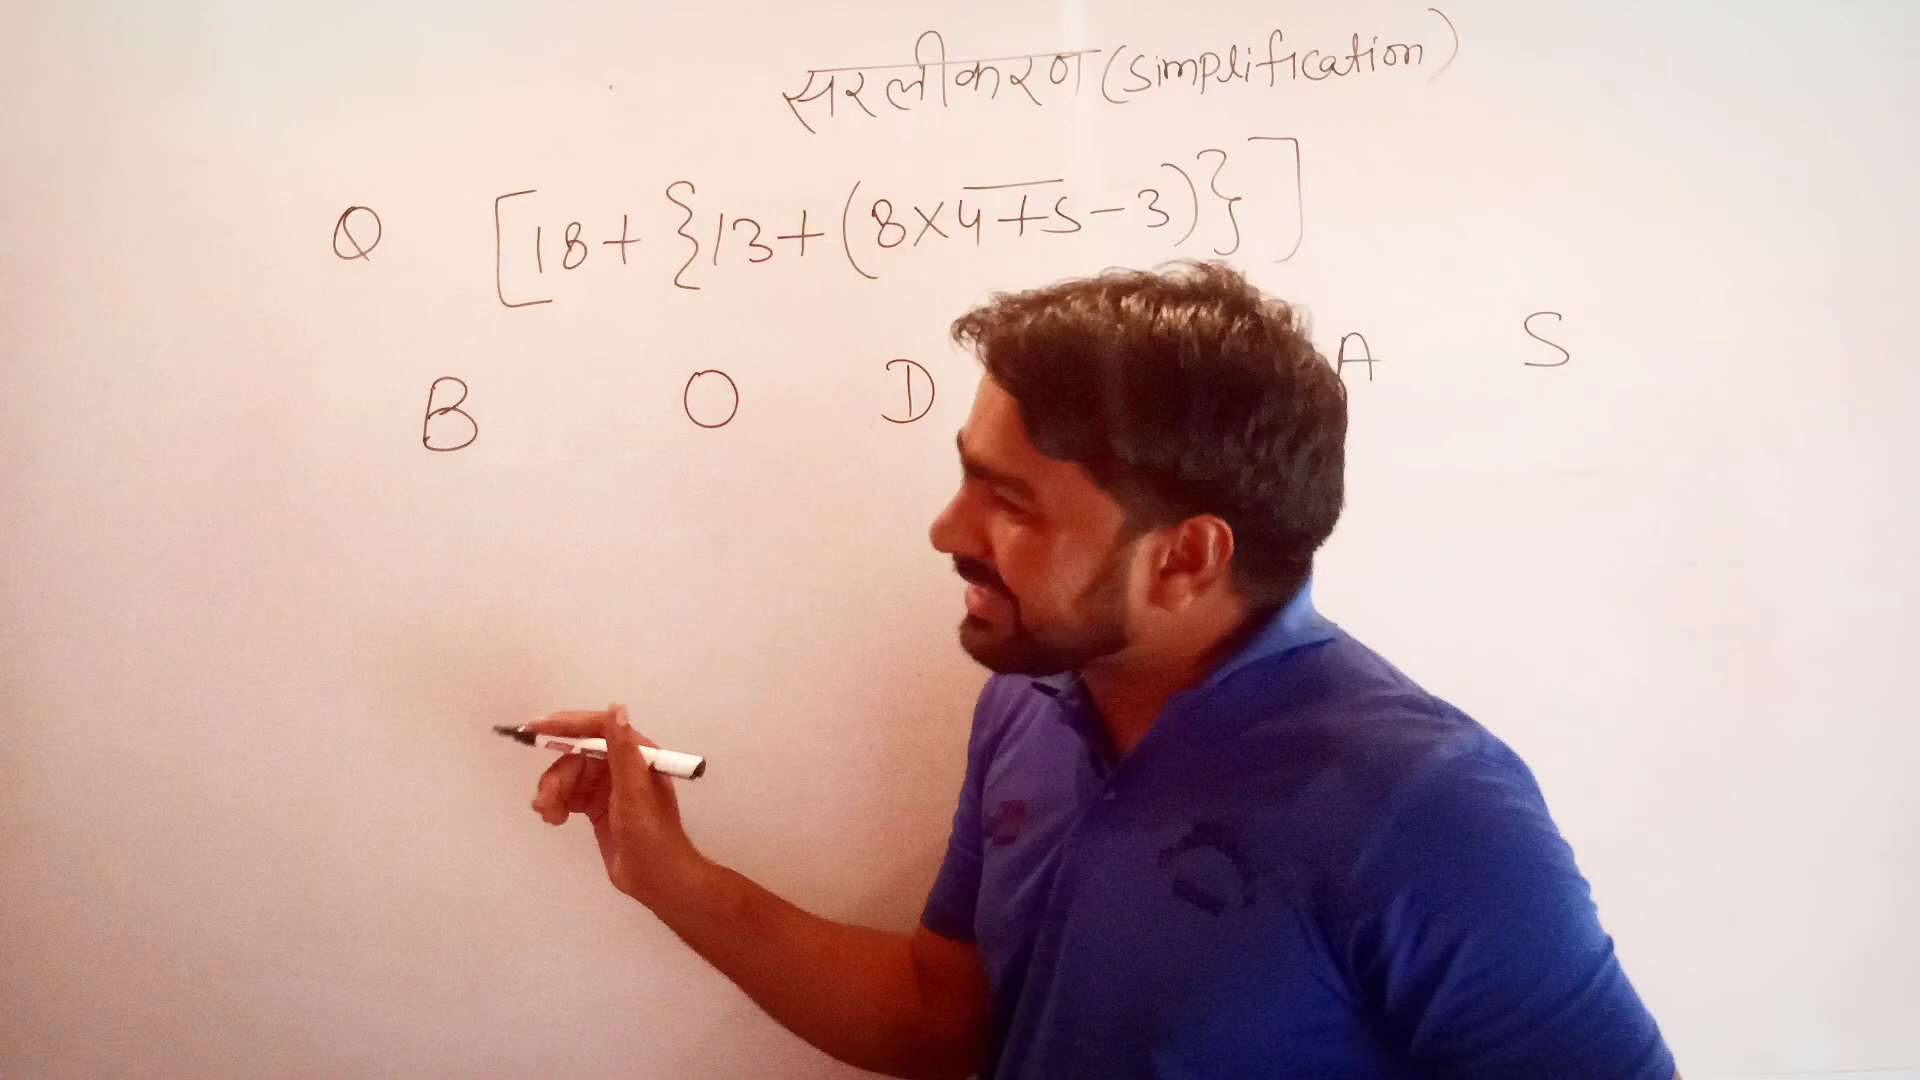 सरलीकरण (Simplification)
Q [18+{13+(8×4+5−3)}]
B O D A S